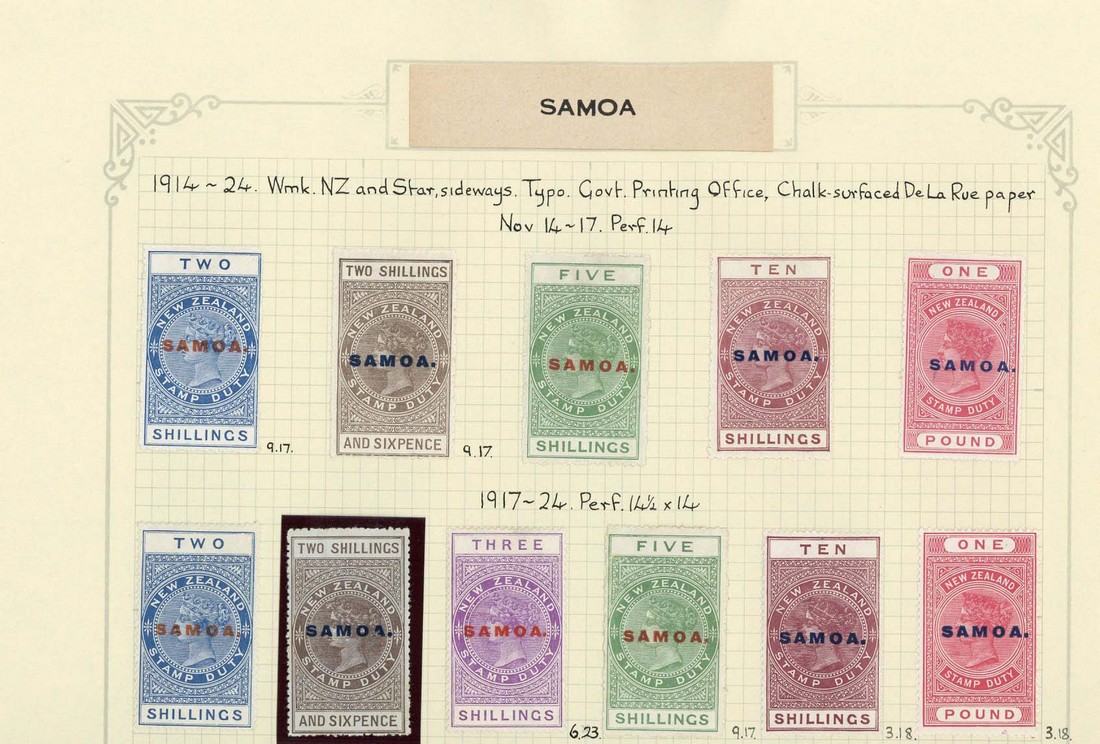 SAMOA
1914~24. Wmk. NZ and Star, sideways. Typo. Govt. Printing Office, Chalk-surfaced De La Rue paper
Nov 14~17. Perf. 14
TWO
NEW ZEALAND
SAMOA.
STAMP DUTY
SHILLINGS
9.17.
TWO SHILLINGS
NEW ZEALAND
SAMOA.
STAMP DUTY
AND SIXPENCE
9.17.
FIVE
NEW ZEALAND
SAMOA.
STAMP DUTY
SHILLINGS
TEN
NEW ZEALAND
SAMOA.
STAMP DUTY
SHILLINGS
ONE
NEW ZEALAND
SAMOA.
STAMP DUTY
POUND
1917~24. Perf. 14½ x 14
TWO
NEW ZEALAND
SAMOA.
STAMP DUTY
SHILLINGS
TWO SHILLINGS
NEW ZEALAND
SAMOA.
STAMP DUTY
AND SIXPENCE
THREE
NEW ZEALAND
SAMOA.
STAMP DUTY
SHILLINGS
6.23.
FIVE
NEW ZEALAND
SAMOA.
STAMP DUTY
SHILLINGS
9.17.
TEN
NEW ZEALAND
SAMOA.
STAMP DUTY
SHILLINGS
3.18.
ONE
NEW ZEALAND
SAMOA.
STAMP DUTY
POUND
3.18.